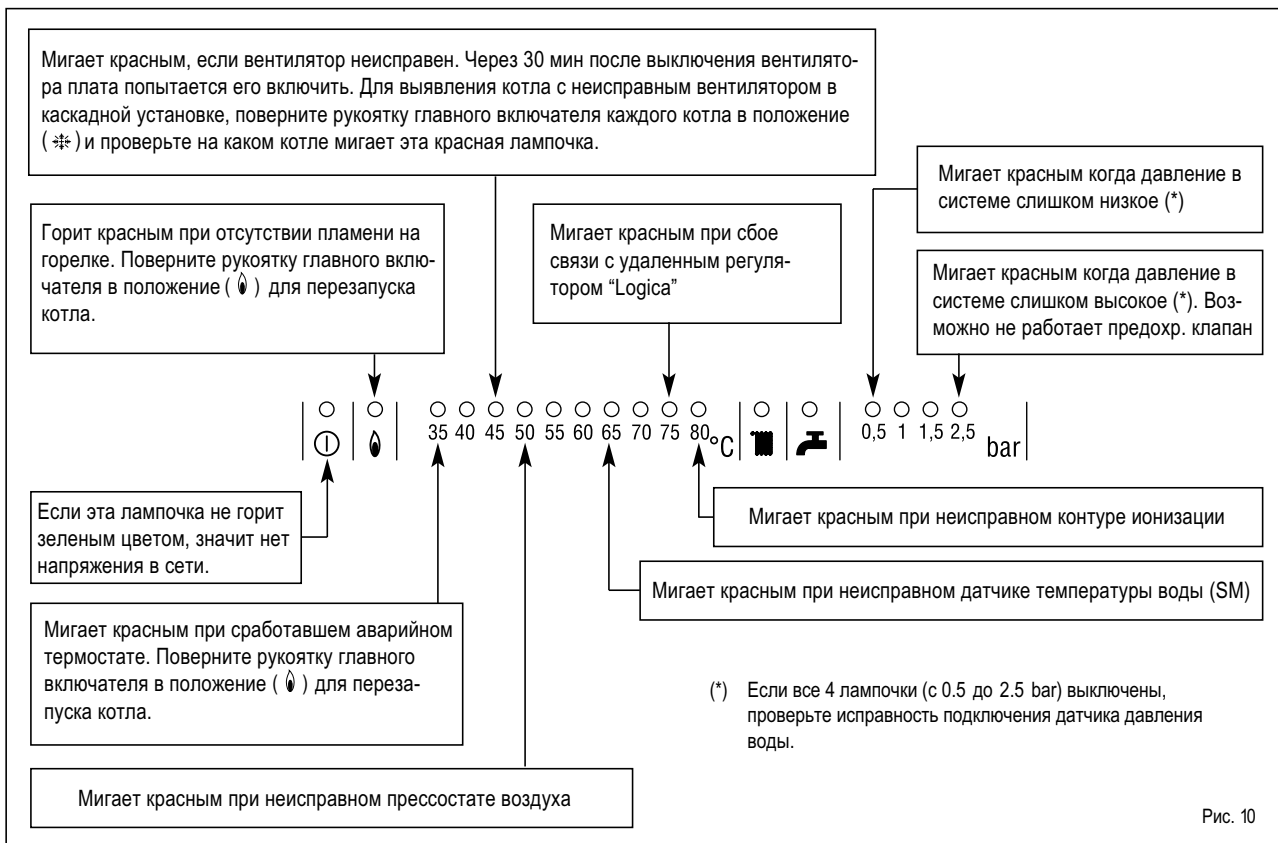 Мигает красным, если вентилятор неисправен. Через 30 мин после выключения вентилято-
ра плата попытается его включить. Для выявления котла с неисправным вентилятором в
каскадной установке, поверните рукоятку главного включателя каждого котла в положение
( ❄ ) и проверьте на каком котле мигает эта красная лампочка.
Мигает красным когда давление в
системе слишком низкое (*)
Горит красным при отсутствии пламени на
горелке. Поверните рукоятку главного вклю-
чателя в положение ( ) для перезапуска
котла.
Мигает красным при сбое
связи с удаленным регуля-
тором “Logica”
Мигает красным когда давление в
системе слишком высокое (*). Воз-
можно не работает предохр. клапан
35 40 45 50 55 60 65 70 75 80 °C 0,5 1 1,5 2,5 bar
Если эта лампочка не горит
зеленым цветом, значит нет
напряжения в сети.
Мигает красным при неисправном контуре ионизации
Мигает красным при неисправном датчике температуры воды (SM)
Мигает красным при сработавшем аварийном
термостате. Поверните рукоятку главного
включателя в положение ( ) для переза-
пуска котла.
(*) Если все 4 лампочки (с 0.5 до 2.5 bar) выключены,
проверьте исправность подключения датчика давления
воды.
Мигает красным при неисправном прессостате воздуха
Рис. 10